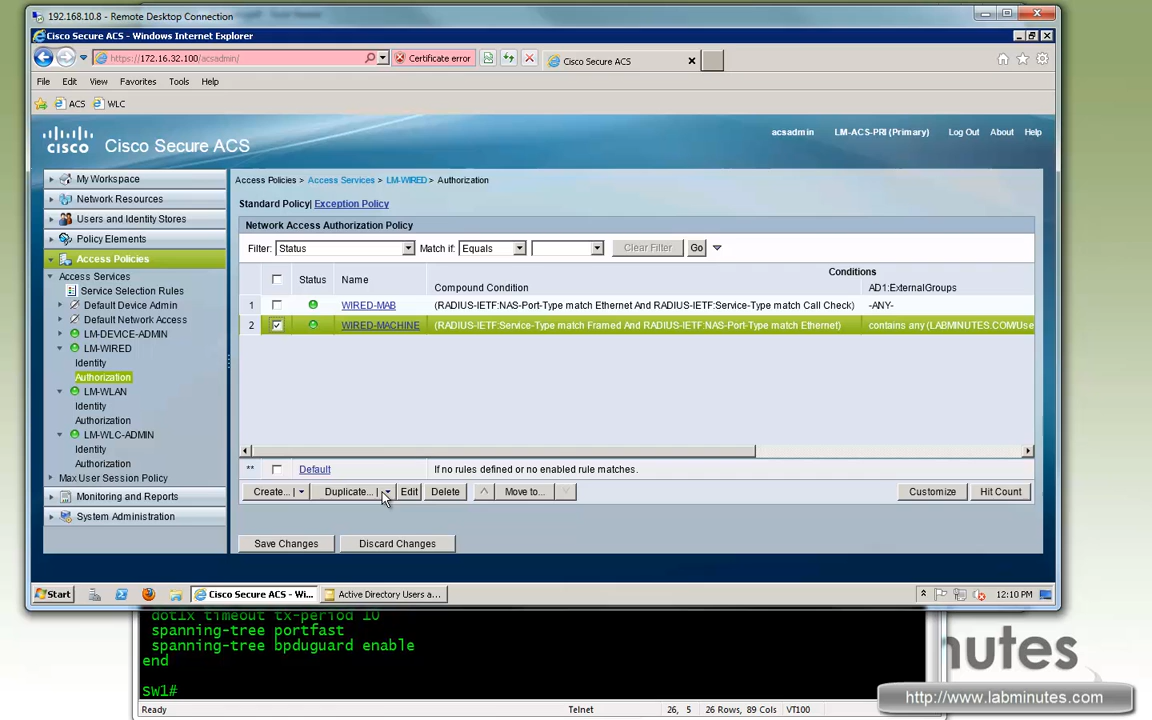 192.168.10.8 - Remote Desktop Connection
Cisco Secure ACS - Windows Internet Explorer
https://172.16.32.100/acsadmin/
Certificate error
Cisco Secure ACS
File Edit View Favorites Tools Help
ACS WLC
CISCO Cisco Secure ACS
acsadmin LM-ACS-PRI (Primary) Log Out About Help
My Workspace
Network Resources
Users and Identity Stores
Policy Elements
Access Policies
Access Services
Service Selection Rules
Default Device Admin
Default Network Access
LM-DEVICE-ADMIN
LM-WIRED
Identity
Authorization
LM-WLAN
Identity
Authorization
LM-WLC-ADMIN
Identity
Authorization
Max User Session Policy
Monitoring and Reports
System Administration
Access Policies > Access Services > LM-WIRED > Authorization
Standard Policy| Exception Policy
Network Access Authorization Policy
Filter: Status Match if: Equals Clear Filter Go
Status Name Conditions
Compound Condition AD1:ExternalGroups
1 WIRED-MAB (RADIUS-IETF:NAS-Port-Type match Ethernet And RADIUS-IETF:Service-Type match Call Check) -ANY-
2 WIRED-MACHINE (RADIUS-IETF:Service-Type match Framed And RADIUS-IETF:NAS-Port-Type match Ethernet) contains any (LABMINUTES.COM/Use
** Default If no rules defined or no enabled rule matches.
Create... | Duplicate... | Edit Delete Move to... Customize Hit Count
Save Changes Discard Changes
Start Cisco Secure ACS - Wi... Active Directory Users a... 12:10 PM
dot1x timeout tx-period 10
spanning-tree portfast
spanning-tree bpduguard enable
end
sw1#
nutes
http://www.labminutes.com
Ready Telnet 26, 5 26 Rows, 89 Cols VT100